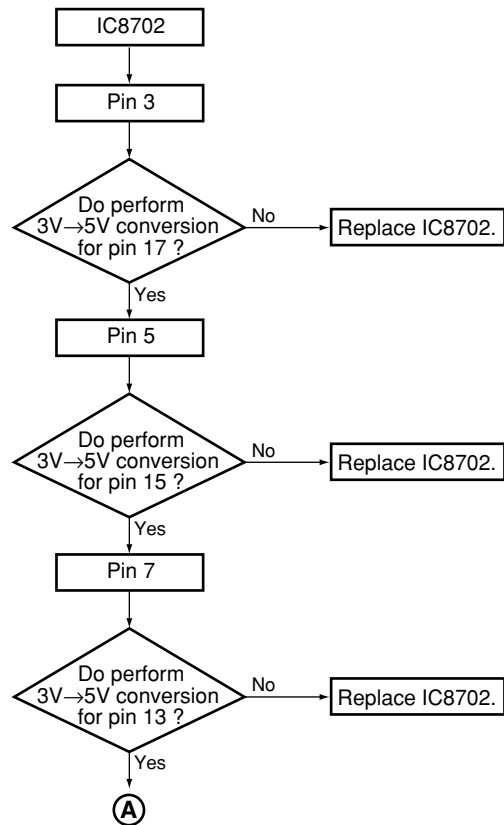 IC8702
Pin 3
Do perform
3V→5V conversion
for pin 17 ?
No
Replace IC8702.
Yes
Pin 5
Do perform
3V→5V conversion
for pin 15 ?
No
Replace IC8702.
Yes
Pin 7
Do perform
3V→5V conversion
for pin 13 ?
No
Replace IC8702.
Yes
A